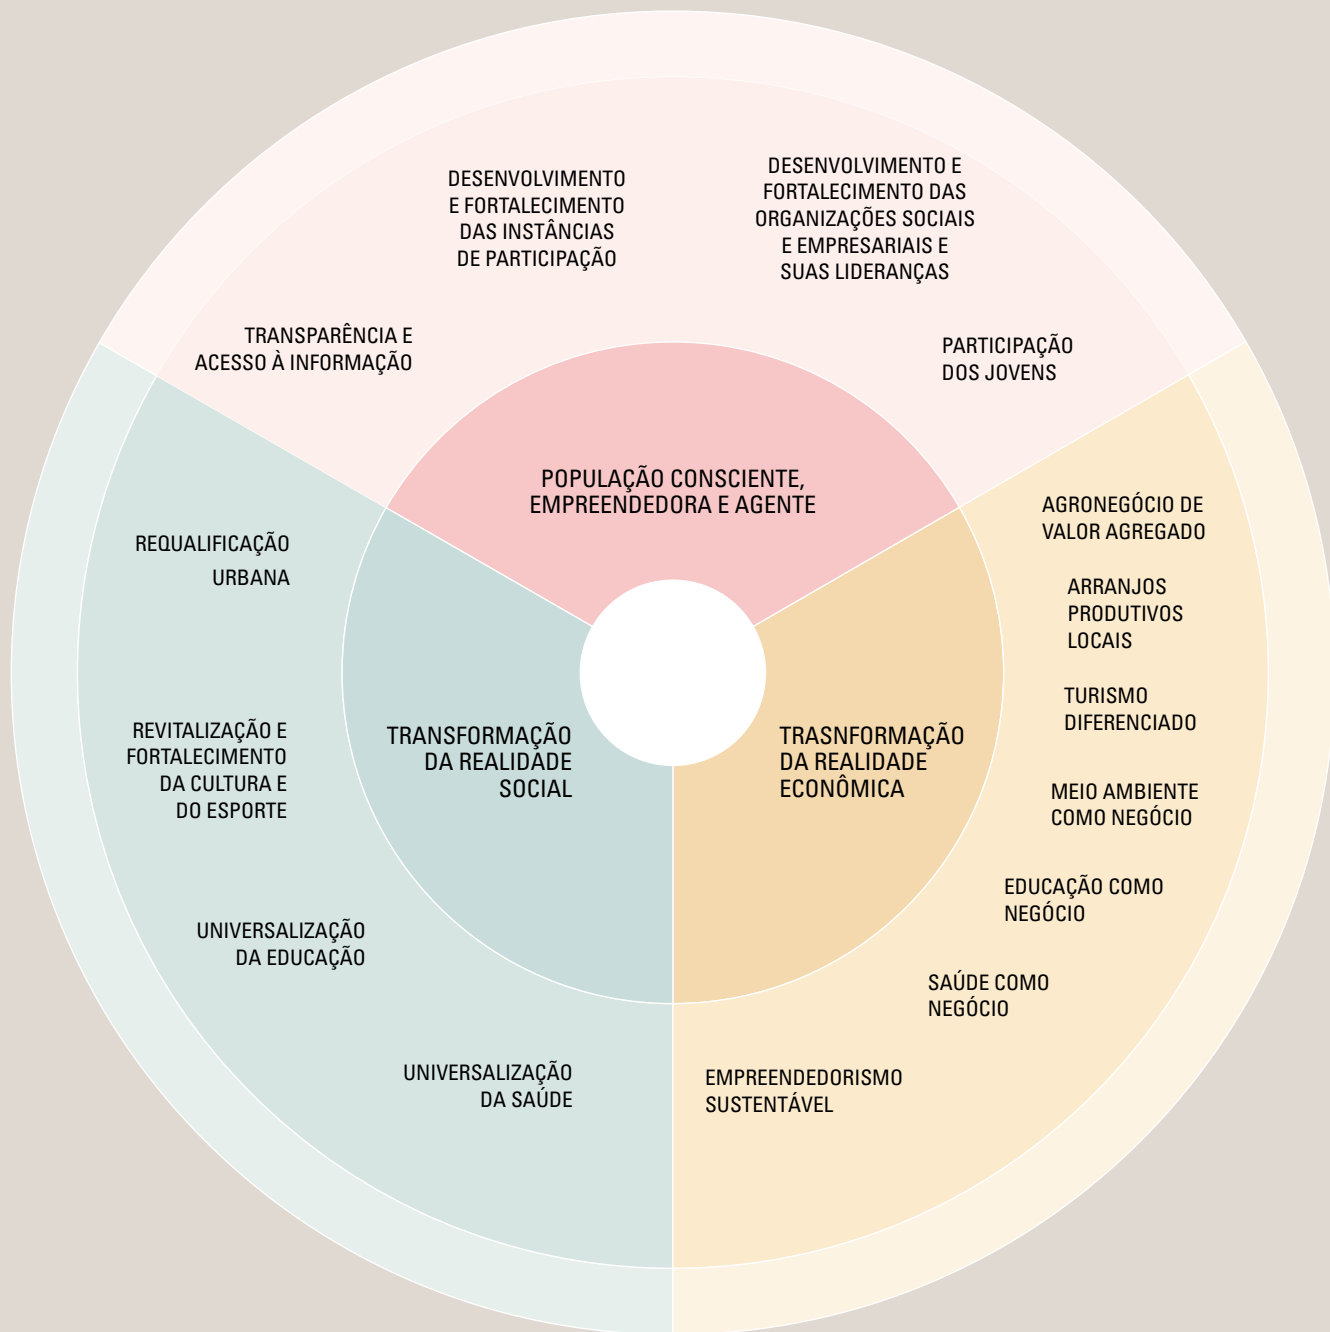 DESENVOLVIMENTO
E FORTALECIMENTO
DAS INSTÂNCIAS
DE PARTICIPAÇÃO
DESENVOLVIMENTO E
FORTALECIMENTO DAS
ORGANIZAÇÕES SOCIAIS
E EMPRESARIAIS E
SUAS LIDERANÇAS
TRANSPARÊNCIA E
ACESSO À INFORMAÇÃO
PARTICIPAÇÃO
DOS JOVENS
POPULAÇÃO CONSCIENTE,
EMPREENDEDORA E AGENTE
REQUALIFICAÇÃO
URBANA
REVITALIZAÇÃO E
FORTALECIMENTO
DA CULTURA E
DO ESPORTE
UNIVERSALIZAÇÃO
DA EDUCAÇÃO
UNIVERSALIZAÇÃO
DA SAÚDE
TRANSFORMAÇÃO
DA REALIDADE
SOCIAL
TRASNFORMAÇÃO
DA REALIDADE
ECONÔMICA
AGRONEGÓCIO DE
VALOR AGREGADO
ARRANJOS
PRODUTIVOS
LOCAIS
TURISMO
DIFERENCIADO
MEIO AMBIENTE
COMO NEGÓCIO
EDUCAÇÃO COMO
NEGÓCIO
SAÚDE COMO
NEGÓCIO
EMPREENDEDORISMO
SUSTENTÁVEL